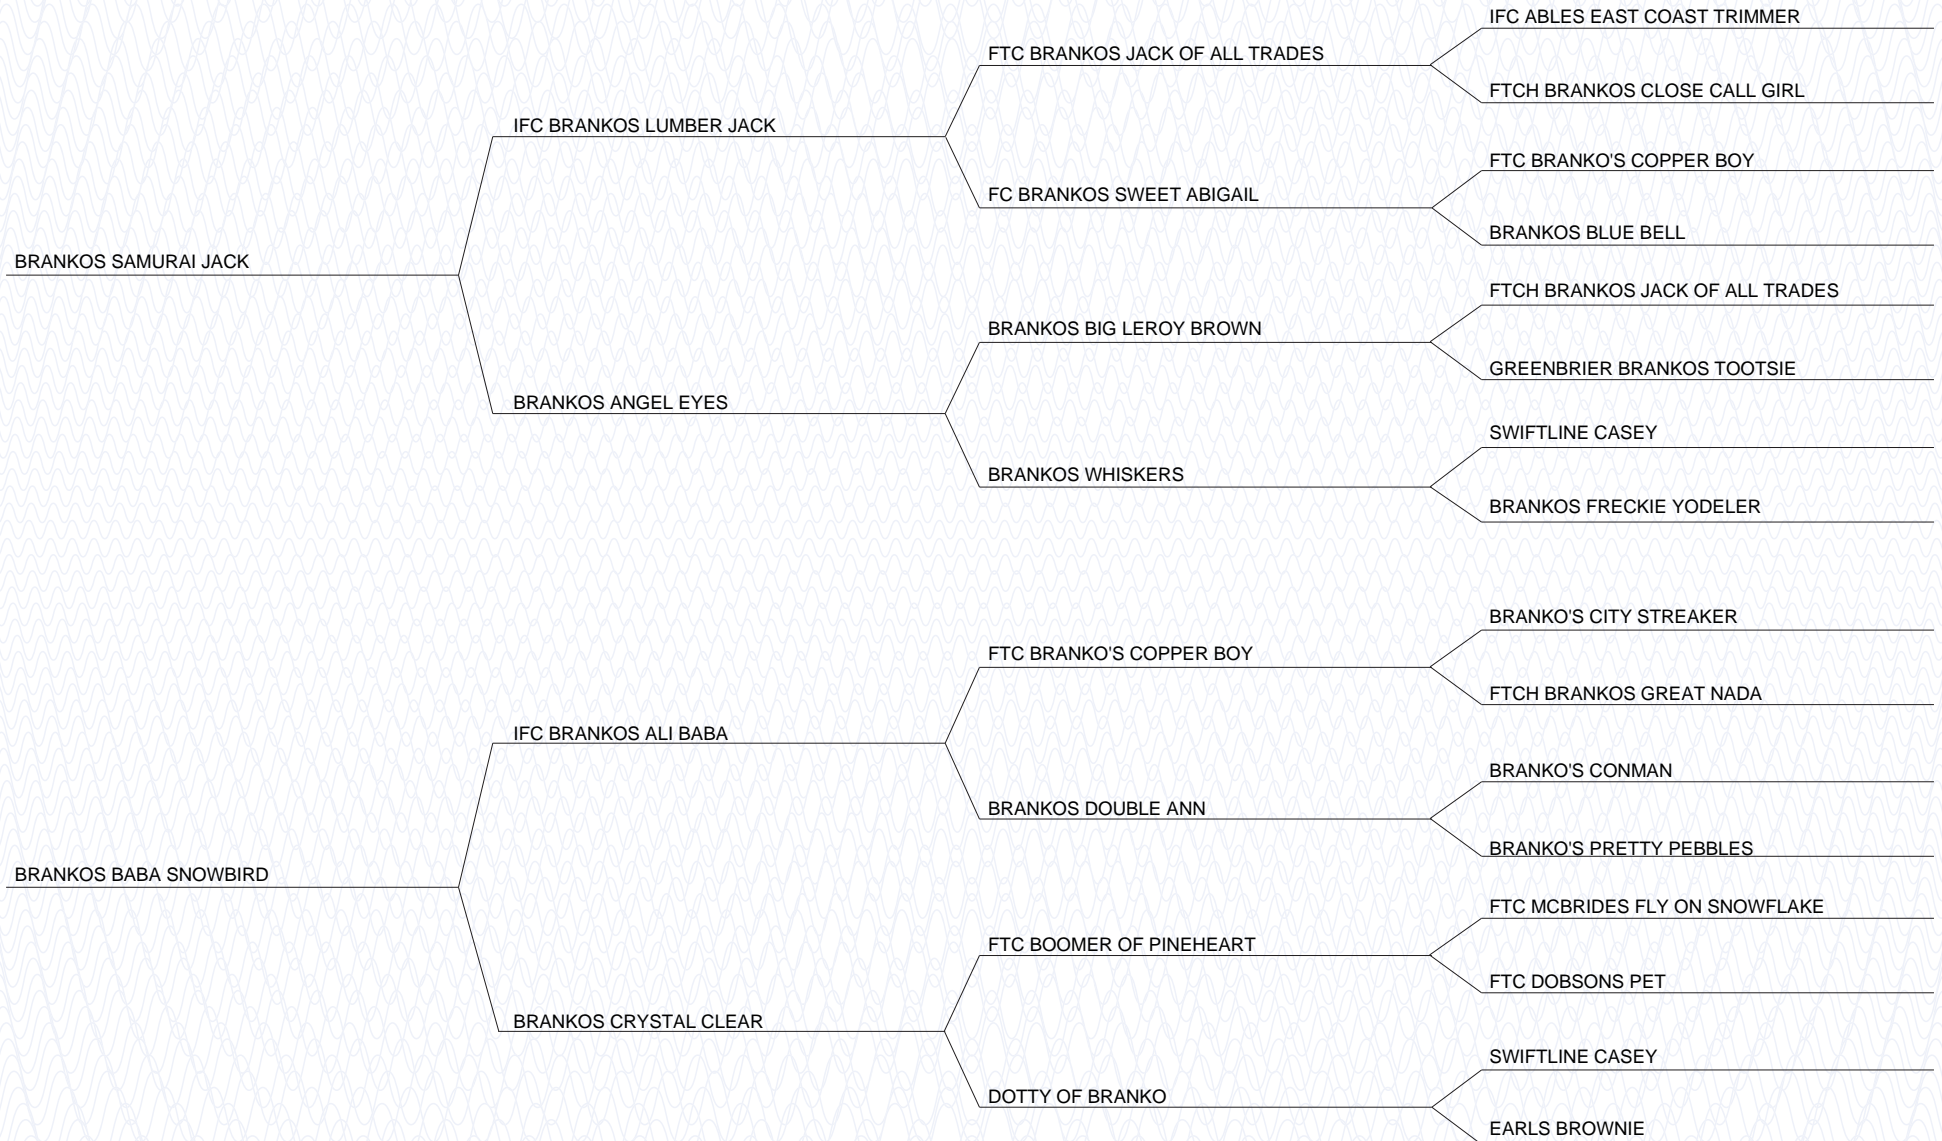 IFC ABLES EAST COAST TRIMMER
FTC BRANKOS JACK OF ALL TRADES
FTCH BRANKOS CLOSE CALL GIRL
IFC BRANKOS LUMBER JACK
FTC BRANKO'S COPPER BOY
FC BRANKOS SWEET ABIGAIL
BRANKOS BLUE BELL
BRANKOS SAMURAI JACK
FTCH BRANKOS JACK OF ALL TRADES
BRANKOS BIG LEROY BROWN
GREENBRIER BRANKOS TOOTSIE
BRANKOS ANGEL EYES
SWIFTLINE CASEY
BRANKOS WHISKERS
BRANKOS FRECKIE YODELER
BRANKO'S CITY STREAKER
FTC BRANKO'S COPPER BOY
FTCH BRANKOS GREAT NADA
IFC BRANKOS ALI BABA
BRANKO'S CONMAN
BRANKOS DOUBLE ANN
BRANKO'S PRETTY PEBBLES
BRANKOS BABA SNOWBIRD
FTC MCBRIDES FLY ON SNOWFLAKE
FTC BOOMER OF PINEHEART
FTC DOBSONS PET
BRANKOS CRYSTAL CLEAR
SWIFTLINE CASEY
DOTTY OF BRANKO
EARLS BROWNIE